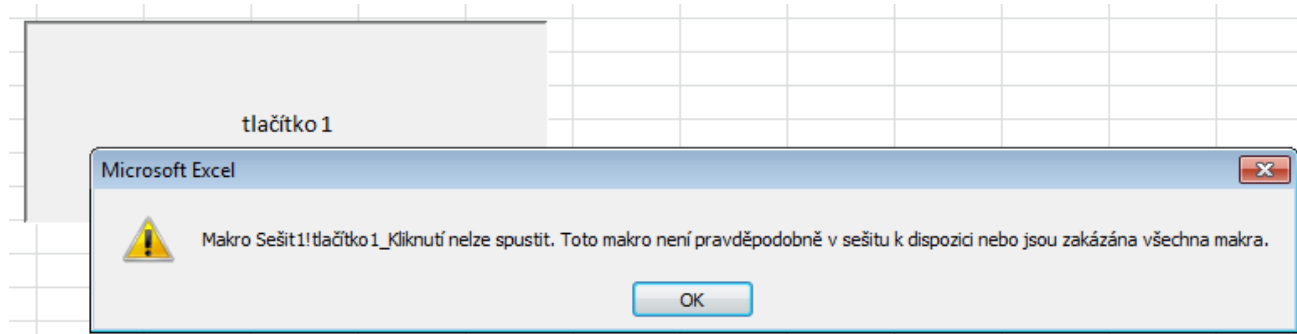 tlačítko 1
Microsoft Excel
Makro Sešit1!tlačítko1_Kliknutí nelze spustit. Toto makro není pravděpodobně v sešitu k dispozici nebo jsou zakázána všechna makra.
OK